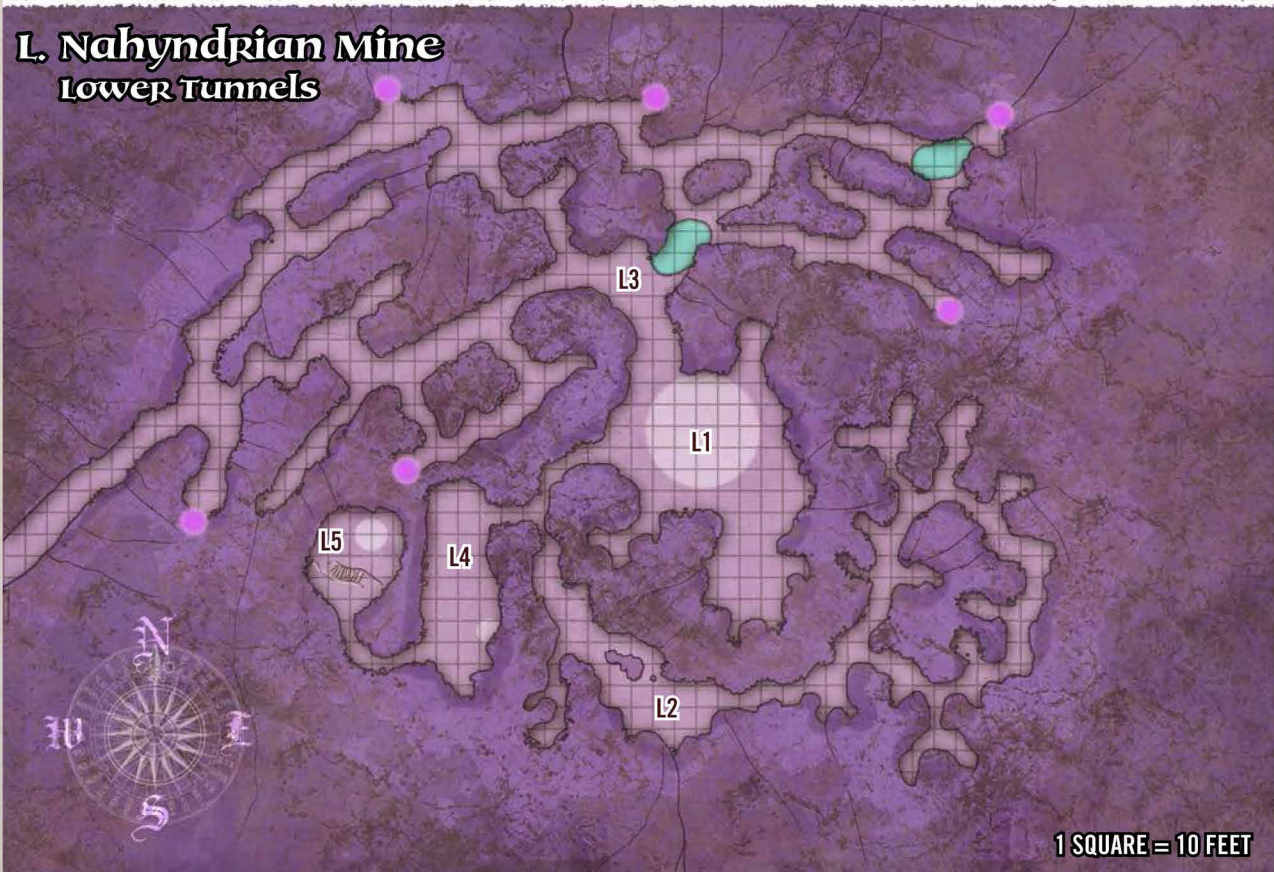 L. Nahyndrian Mine
Lower Tunnels
L3
L1
L5
L4
N
W
E
S
L2
1 SQUARE = 10 FEET